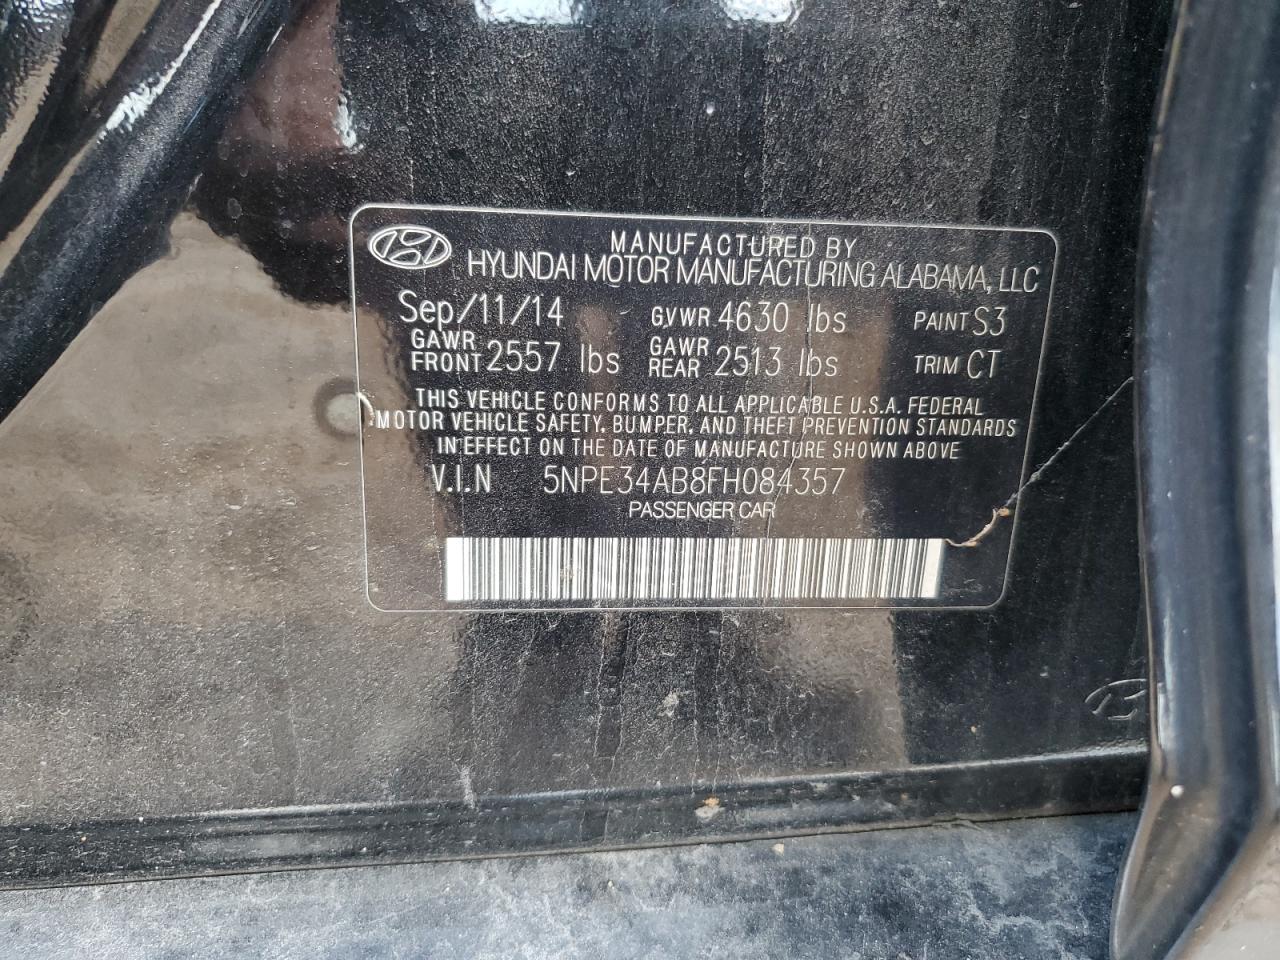 MANUFACTURED BY
HYUNDAI MOTOR MANUFACTURING ALABAMA, LLC
Sep/11/14 GVWR 4630 lbs PAINT S3
GAWR FRONT 2557 lbs GAWR REAR 2513 lbs TRIM CT
THIS VEHICLE CONFORMS TO ALL APPLICABLE U.S.A. FEDERAL
MOTOR VEHICLE SAFETY, BUMPER, AND THEFT PREVENTION STANDARDS
IN EFFECT ON THE DATE OF MANUFACTURE SHOWN ABOVE
V.I.N 5NPE34AB8FH084357
PASSENGER CAR